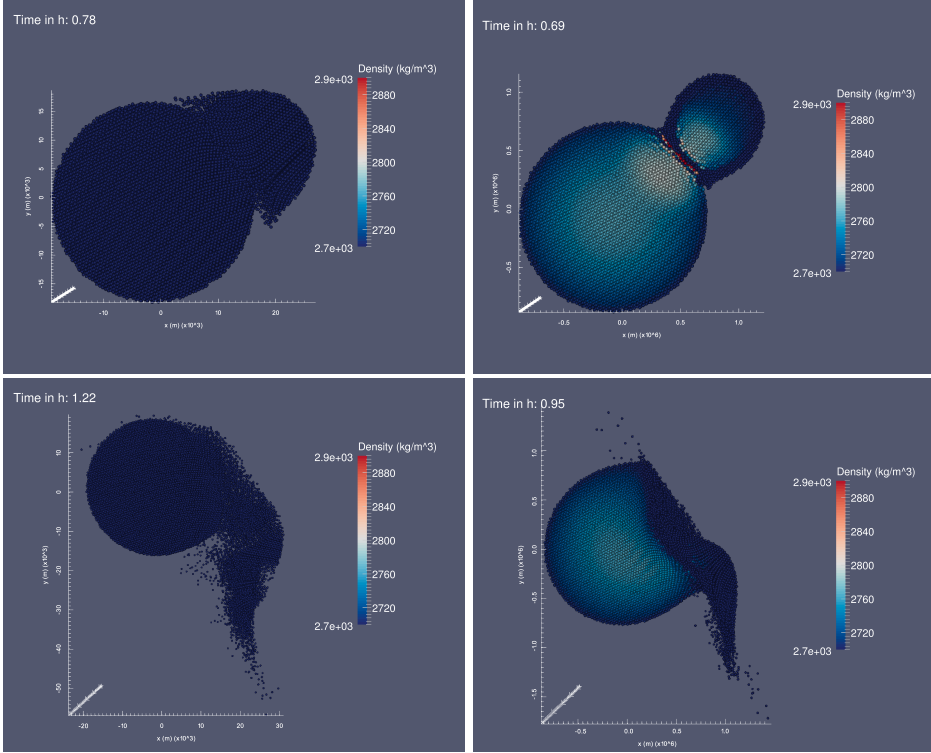 Time in h: 0.78
Density (kg/m^3)
2.9e+03
2880
2840
2800
2760
2720
2.7e+03
y (m) (x10^3)
15
10
5
0
-5
-10
-15
-10
0
10
20
x (m) (x10^3)
Time in h: 0.69
Density (kg/m^3)
2.9e+03
2880
2840
2800
2760
2720
2.7e+03
y (m) (x10^6)
1.0
0.5
0.0
-0.5
-0.5
0.0
0.5
1.0
x (m) (x10^6)
Time in h: 1.22
Density (kg/m^3)
2.9e+03
2880
2840
2800
2760
2720
2.7e+03
y (m) (x10^3)
10
0
-10
-20
-30
-40
-50
-20
-10
0
10
20
30
x (m) (x10^3)
Time in h: 0.95
Density (kg/m^3)
2.9e+03
2880
2840
2800
2760
2720
2.7e+03
y (m) (x10^6)
1.0
0.5
0.0
-0.5
-1.0
-1.5
-0.5
0.0
0.5
1.0
x (m) (x10^6)